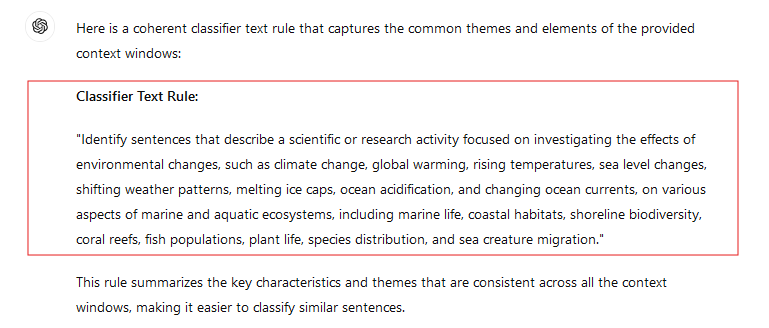 Here is a coherent classifier text rule that captures the common themes and elements of the provided
context windows:
Classifier Text Rule:
"Identify sentences that describe a scientific or research activity focused on investigating the effects of
environmental changes, such as climate change, global warming, rising temperatures, sea level changes,
shifting weather patterns, melting ice caps, ocean acidification, and changing ocean currents, on various
aspects of marine and aquatic ecosystems, including marine life, coastal habitats, shoreline biodiversity,
coral reefs, fish populations, plant life, species distribution, and sea creature migration."
This rule summarizes the key characteristics and themes that are consistent across all the context
windows, making it easier to classify similar sentences.